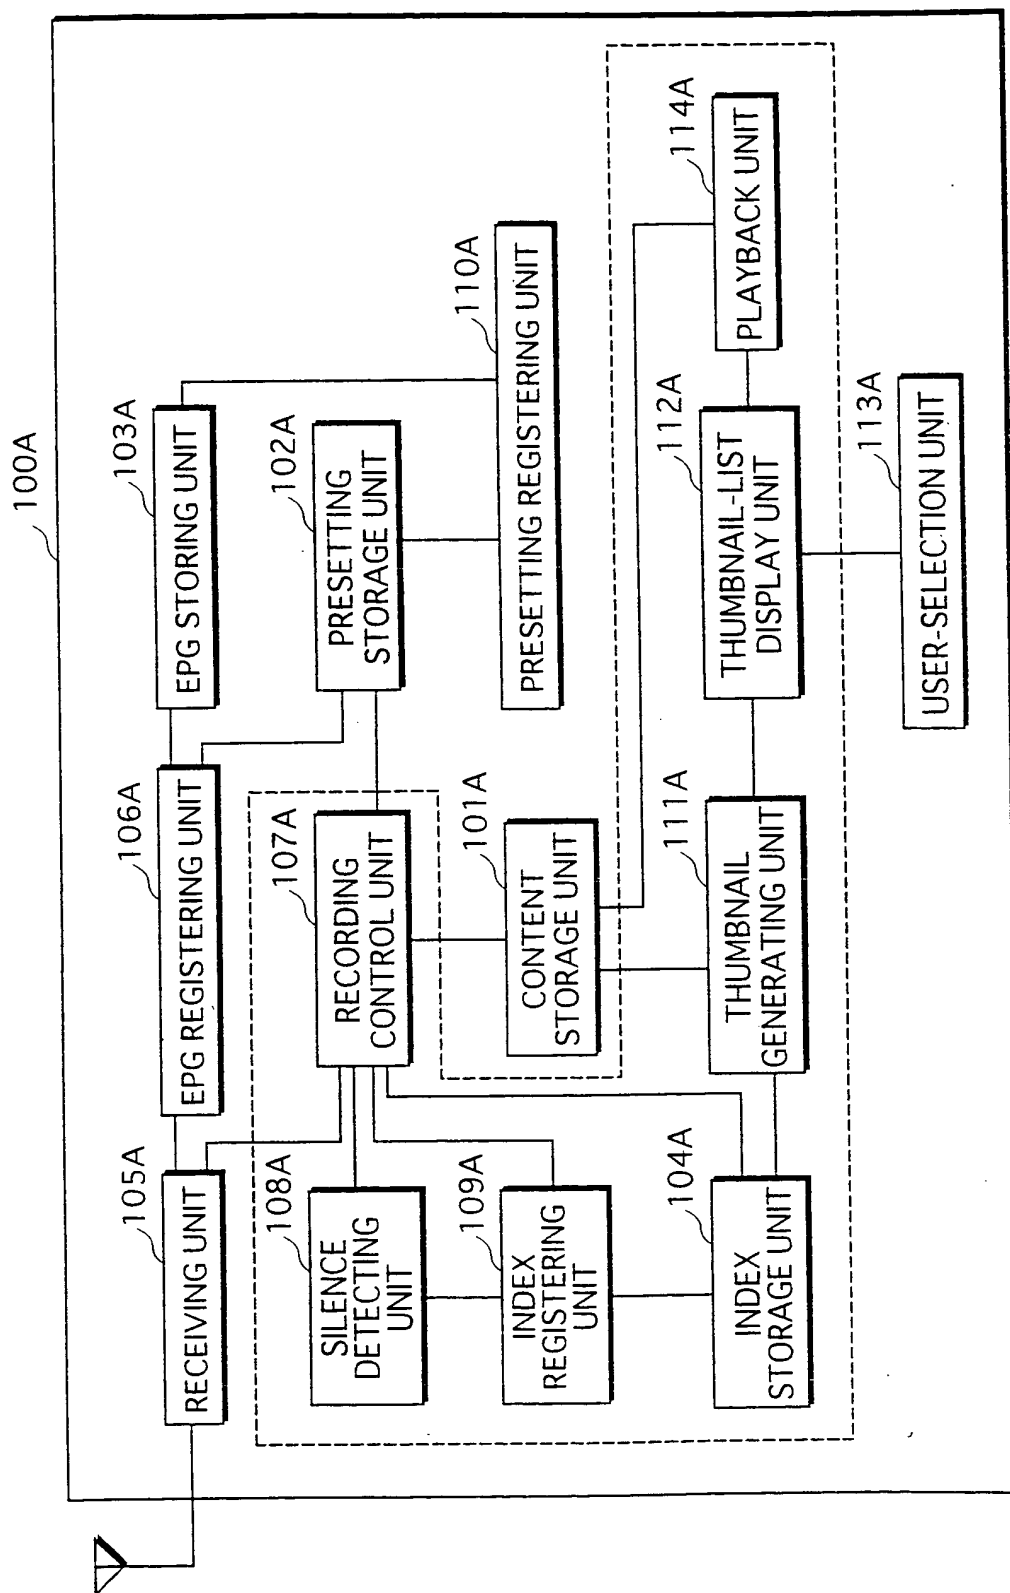 100A
105A
RECEIVING UNIT
106A
EPG REGISTERING UNIT
103A
EPG STORING UNIT
108A
SILENCE
DETECTING
UNIT
107A
RECORDING
CONTROL UNIT
102A
PRESETTING
STORAGE UNIT
109A
INDEX
REGISTERING
UNIT
101A
CONTENT
STORAGE UNIT
110A
PRESETTING REGISTERING UNIT
104A
INDEX
STORAGE UNIT
111A
THUMBNAIL
GENERATING UNIT
112A
THUMBNAIL-LIST
DISPLAY UNIT
114A
PLAYBACK UNIT
113A
USER-SELECTION UNIT